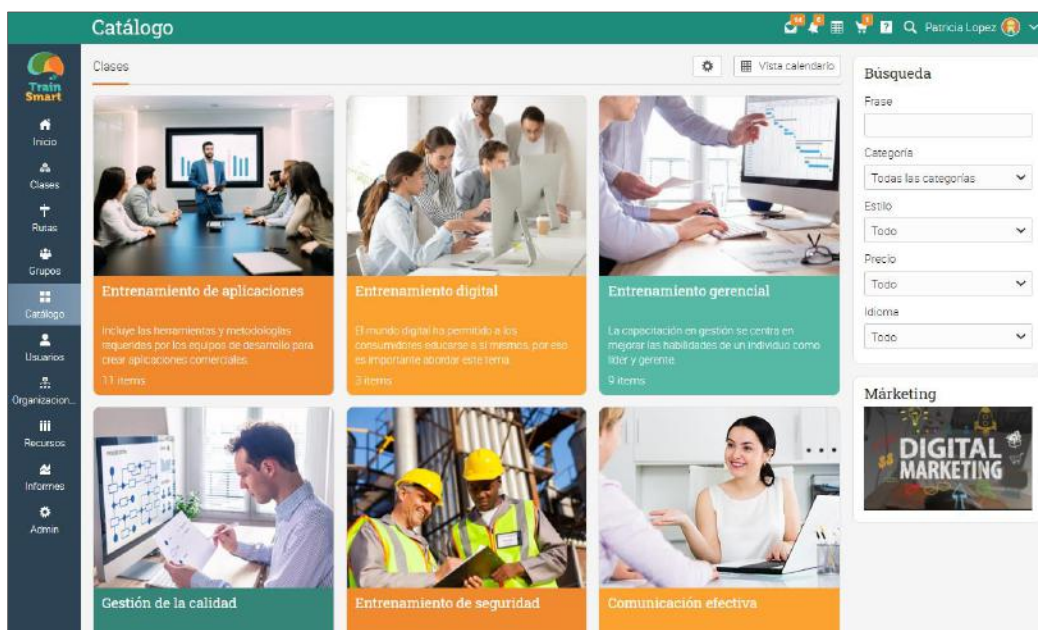 Catálogo
Patricia Lopez
Train
Smart
Inicio
Clases
Rutas
Grupos
Catálogo
Usuarios
Organizacion...
Recursos
Informes
Admin
Clases
Vista calendario
Entrenamiento de aplicaciones
Incluye las herramientas y metodologías
requeridas por los equipos de desarrollo para
crear aplicaciones comerciales.
11 items
Entrenamiento digital
El mundo digital ha permitido a los
consumidores educarse a sí mismos, por eso
es importante abordar este tema
3 items
Entrenamiento gerencial
La capacitación en gestión se centra en
mejorar las habilidades de un individuo como
líder y gerente.
9 items
Gestión de la calidad
Entrenamiento de seguridad
Comunicación efectiva
Búsqueda
Frase
Categoría
Todas las categorías
Estilo
Todo
Precio
Todo
Idioma
Todo
Márketing
DIGITAL
MARKETING